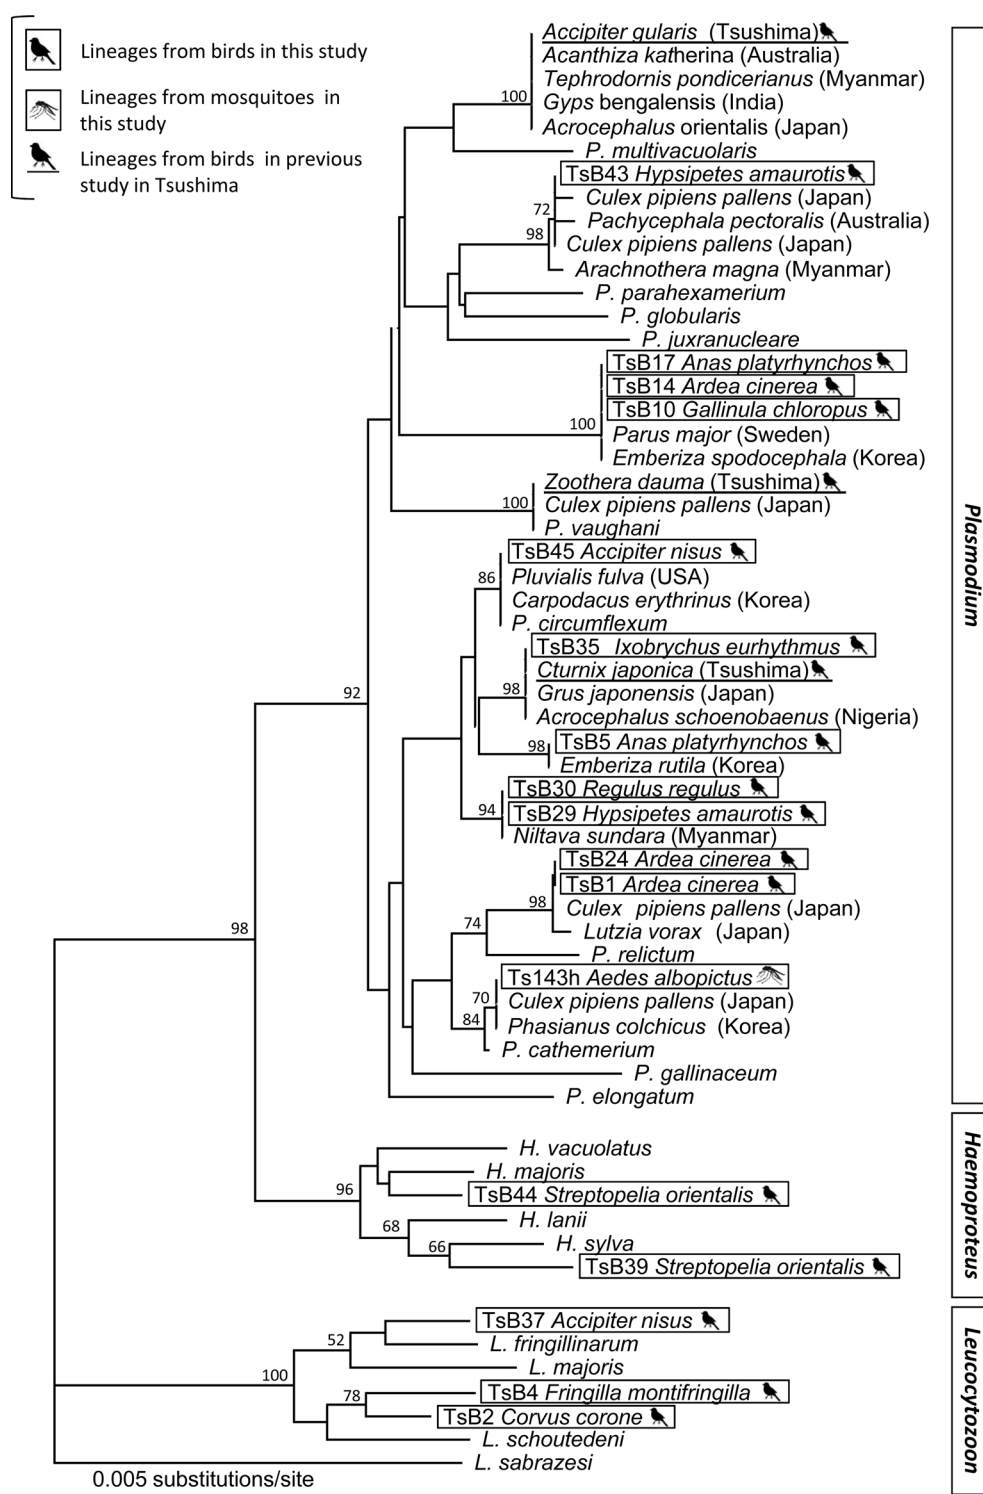 Lineages from birds in this study
Lineages from mosquitoes in
this study
Lineages from birds in previous
study in Tsushima
Accipiter gularis (Tsushima)
Acanthiza katherina (Australia)
Tephrodornis pondicerianus (Myanmar)
100
Gyps bengalensis (India)
Acrocephalus orientalis (Japan)
P. multivacuolaris
TsB43 Hypsipetes amaurotis
Culex pipiens pallens (Japan)
72
Pachycephala pectoralis (Australia)
98
Culex pipiens pallens (Japan)
Arachnothera magna (Myanmar)
P. parahexamerium
P. globularis
P. juxranucleare
TsB17 Anas platyrhynchos
TsB14 Ardea cinerea
TsB10 Gallinula chloropus
100
Parus major (Sweden)
Emberiza spodocephala (Korea)
Zoothera dauma (Tsushima)
100
Culex pipiens pallens (Japan)
P. vaughani
TsB45 Accipiter nisus
86
Pluvialis fulva (USA)
Carpodacus erythrinus (Korea)
P. circumflexum
TsB35 Ixobrychus eurhythmus
Cturnix japonica (Tsushima)
98
Grus japonensis (Japan)
Acrocephalus schoenobaenus (Nigeria)
TsB5 Anas platyrhynchos
98
Emberiza rutila (Korea)
TsB30 Regulus regulus
94
TsB29 Hypsipetes amaurotis
Niltava sundara (Myanmar)
TsB24 Ardea cinerea
TsB1 Ardea cinerea
98
Culex pipiens pallens (Japan)
74
Lutzia vorax (Japan)
P. relictum
Ts143h Aedes albopictus
70
Culex pipiens pallens (Japan)
84
Phasianus colchicus (Korea)
P. cathemerium
P. gallinaceum
P. elongatum
92
98
Plasmodium
H. vacuolatus
H. majoris
96
TsB44 Streptopelia orientalis
68
H. lanii
66
H. sylva
TsB39 Streptopelia orientalis
Haemoproteus
TsB37 Accipiter nisus
52
L. fringillinarum
L. majoris
100
78
TsB4 Fringilla montifringilla
TsB2 Corvus corone
L. schoutedeni
L. sabrazesi
Leucocytozoon
0.005 substitutions/site